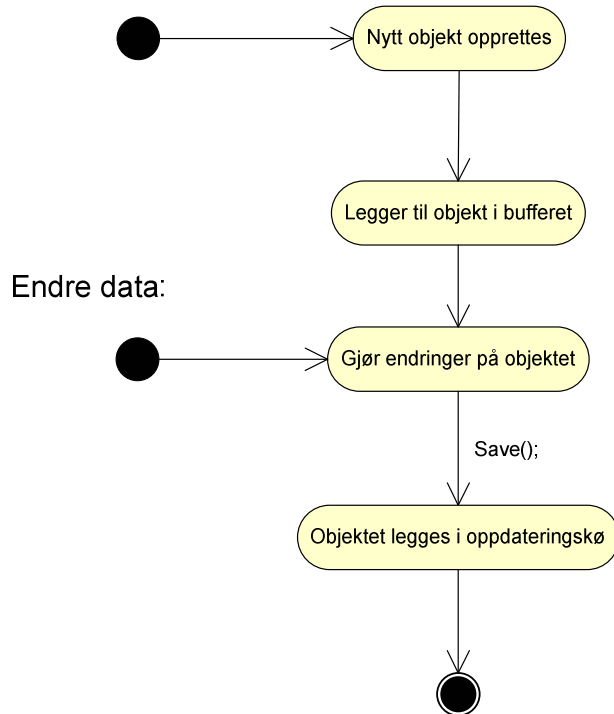 Nytt objekt opprettes
Legger til objekt i bufferet
Endre data:
Gjør endringer på objektet
Save();
Objektet legges i oppdateringskø